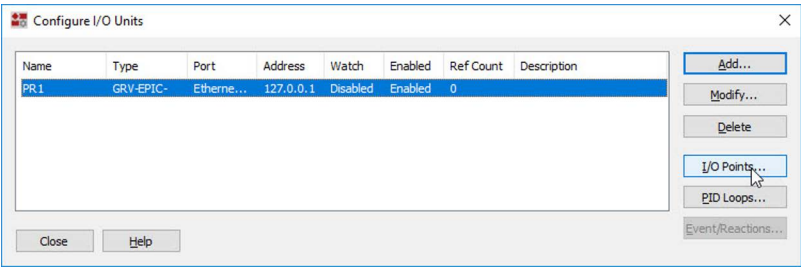 Configure I/O Units
Name Type Port Address Watch Enabled Ref Count Description
PR1 GRV-EPIC- Etherne... 127.0.0.1 Disabled Enabled 0
Add...
Modify...
Delete
I/O Points...
PID Loops...
Event/Reactions...
Close Help